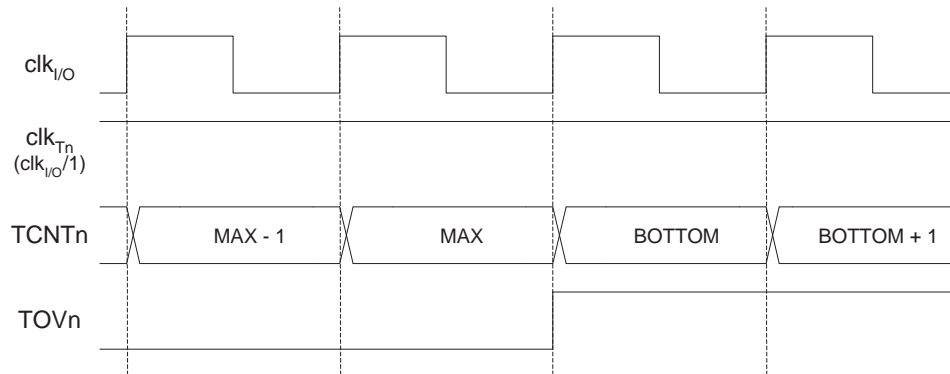 clkI/O
clkTn
(clkI/O/1)
TCNTn MAX - 1 MAX BOTTOM BOTTOM + 1
TOVn